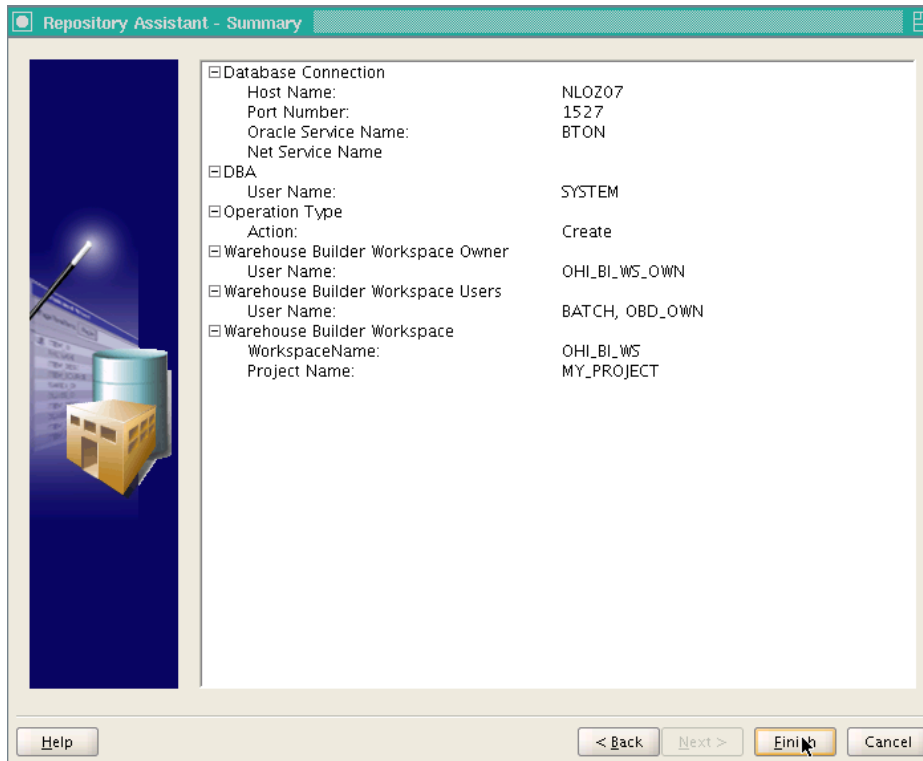 Repository Assistant - Summary
Database Connection
Host Name: NLOZ07
Port Number: 1527
Oracle Service Name: BTON
Net Service Name
DBA
User Name: SYSTEM
Operation Type
Action: Create
Warehouse Builder Workspace Owner
User Name: OHI_BI_WS_OWN
Warehouse Builder Workspace Users
User Name: BATCH, OBD_OWN
Warehouse Builder Workspace
WorkspaceName: OHI_BI_WS
Project Name: MY_PROJECT
Help < Back Next > Finish Cancel